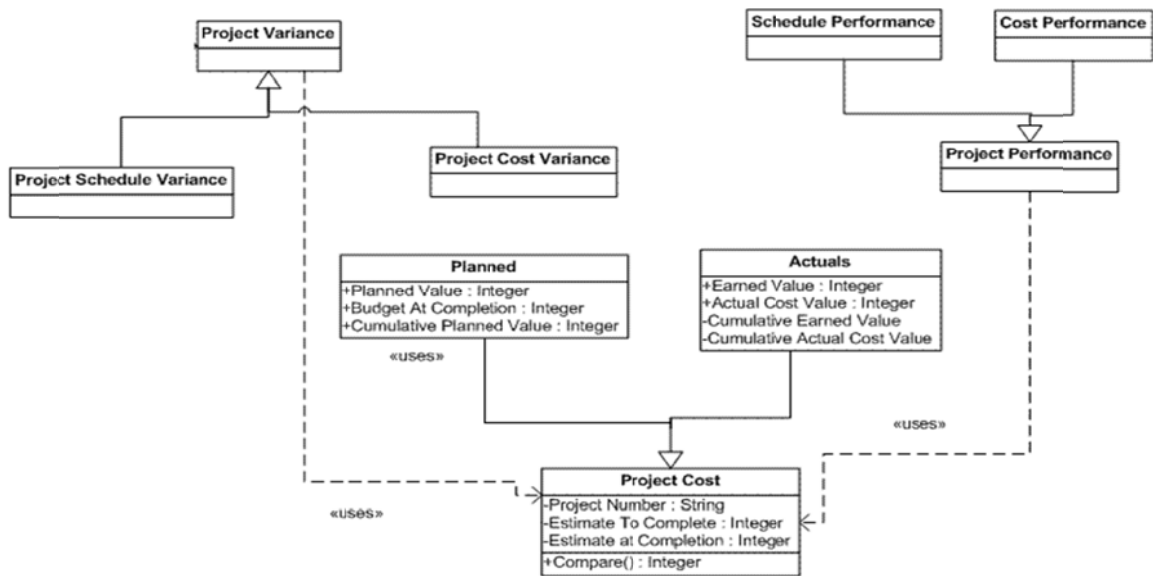 Project Variance
Schedule Performance
Cost Performance
Project Schedule Variance
Project Cost Variance
Project Performance
Planned
+Planned Value : Integer
+Budget At Completion : Integer
+Cumulative Planned Value : Integer
Actuals
+Earned Value : Integer
+Actual Cost Value : Integer
-Cumulative Earned Value
-Cumulative Actual Cost Value
«uses»
«uses»
Project Cost
-Project Number : String
-Estimate To Complete : Integer
-Estimate at Completion : Integer
+Compare() : Integer
«uses»